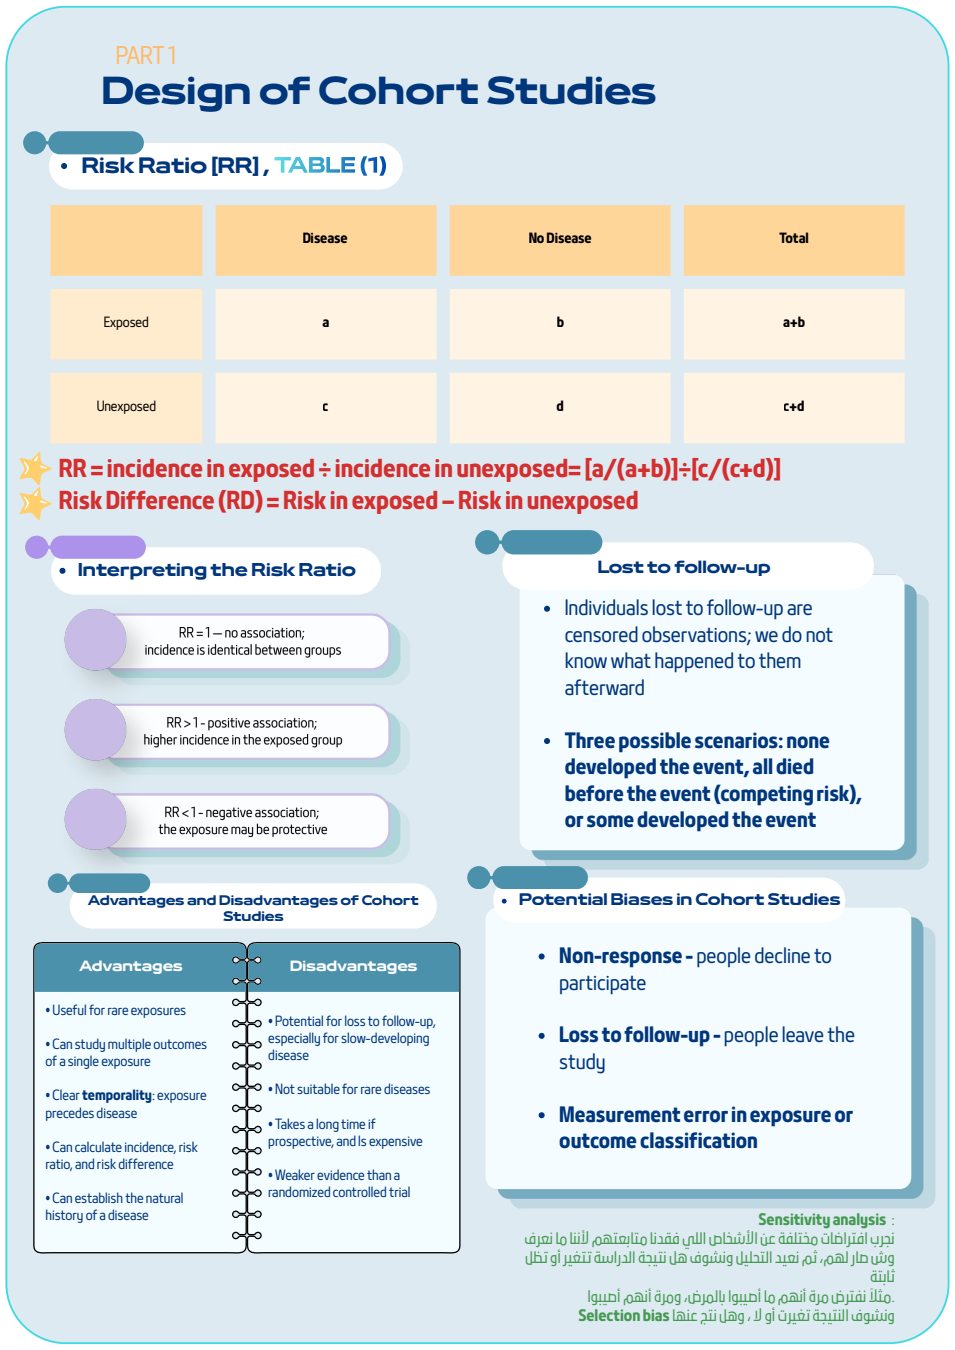 PART 1
Design of Cohort Studies
• Risk Ratio [RR] , TABLE (1)
Disease No Disease Total
Exposed a b a+b
Unexposed c d c+d
RR = incidence in exposed ÷ incidence in unexposed= [a/(a+b)]÷[c/(c+d)]
Risk Difference (RD) = Risk in exposed – Risk in unexposed
• Interpreting the Risk Ratio
RR = 1 — no association;
incidence is identical between groups
RR > 1 - positive association;
higher incidence in the exposed group
RR < 1 - negative association;
the exposure may be protective
Lost to follow-up
• Individuals lost to follow-up are
censored observations; we do not
know what happened to them
afterward
• Three possible scenarios: none
developed the event, all died
before the event (competing risk),
or some developed the event
Advantages and Disadvantages of Cohort
Studies
Advantages
• Useful for rare exposures
• Can study multiple outcomes
of a single exposure
• Clear temporality: exposure
precedes disease
• Can calculate incidence, risk
ratio, and risk difference
• Can establish the natural
history of a disease
Disadvantages
• Potential for loss to follow-up,
especially for slow-developing
disease
• Not suitable for rare diseases
• Takes a long time if
prospective, and Is expensive
• Weaker evidence than a
randomized controlled trial
• Potential Biases in Cohort Studies
• Non-response - people decline to
participate
• Loss to follow-up - people leave the
study
• Measurement error in exposure or
outcome classification
Sensitivity analysis :
نجرب افتراضات مختلفة عن الأشخاص اللي فقدنا متابعتهم لأننا ما نعرف
وش صار لهم، ثم نعيد التحليل ونشوف هل نتيجة الدراسة تتغير أو تظل
ثابتة
.مثلاً نفترض مرة أنهم ما أصيبوا بالمرض، ومرة أنهم أصيبوا
ونشوف النتيجة تغيرت أو لا ، وهل نتج عنها Selection bias